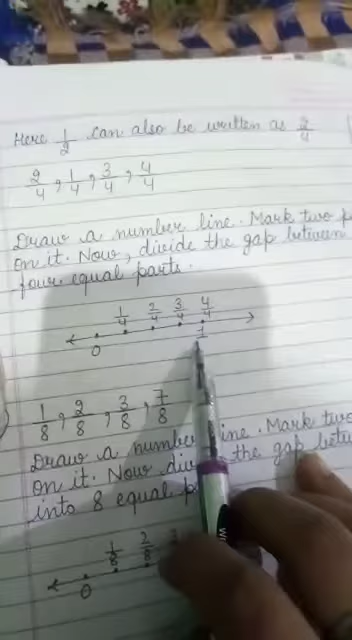 Here 1/2 can also be written as 2/4
2/4, 1/4, 3/4, 4/4
Draw a number line. Mark two
on it. Now, divide the gap between
four equal parts.
1/4 2/4 3/4 4/4
0 1
1/8, 2/8, 3/8, 7/8
Draw a number line. Mark two
on it. Now the gap
into 8 equal
1/8 2/8
0